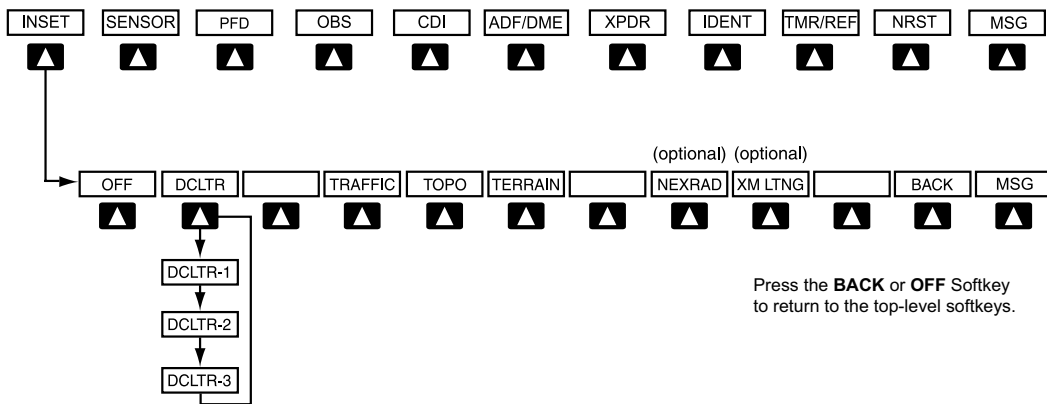 INSET SENSOR PFD OBS CDI ADF/DME XPDR IDENT TMR/REF NRST MSG
(optional) (optional)
OFF DCLTR TRAFFIC TOPO TERRAIN NEXRAD XM LTNG BACK MSG
DCLTR-1
DCLTR-2
DCLTR-3
Press the BACK or OFF Softkey
to return to the top-level softkeys.